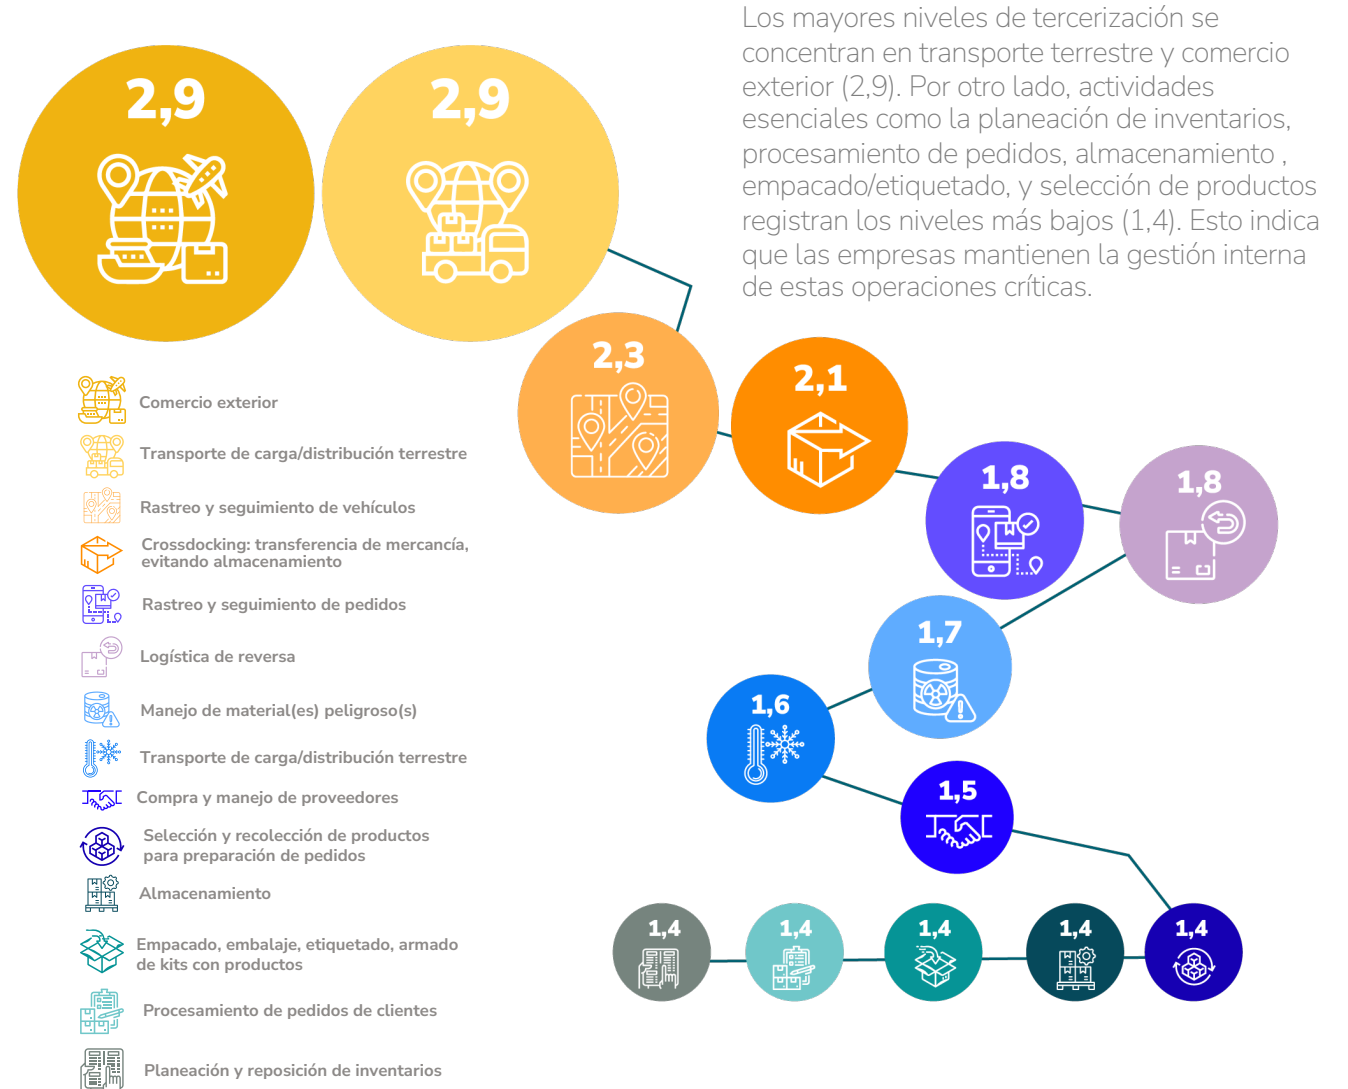 Los mayores niveles de tercerización se
concentran en transporte terrestre y comercio
exterior (2,9). Por otro lado, actividades
esenciales como la planeación de inventarios,
procesamiento de pedidos, almacenamiento ,
empacado/etiquetado, y selección de productos
registran los niveles más bajos (1,4). Esto indica
que las empresas mantienen la gestión interna
de estas operaciones críticas.
2,9
2,9
2,3
2,1
1,8
1,8
1,7
1,6
1,5
1,4
1,4
1,4
1,4
1,4
Comercio exterior
Transporte de carga/distribución terrestre
Rastreo y seguimiento de vehículos
Crossdocking: transferencia de mercancía,
evitando almacenamiento
Rastreo y seguimiento de pedidos
Logística de reversa
Manejo de material(es) peligroso(s)
Transporte de carga/distribución terrestre
Compra y manejo de proveedores
Selección y recolección de productos
para preparación de pedidos
Almacenamiento
Empacado, embalaje, etiquetado, armado
de kits con productos
Procesamiento de pedidos de clientes
Planeación y reposición de inventarios